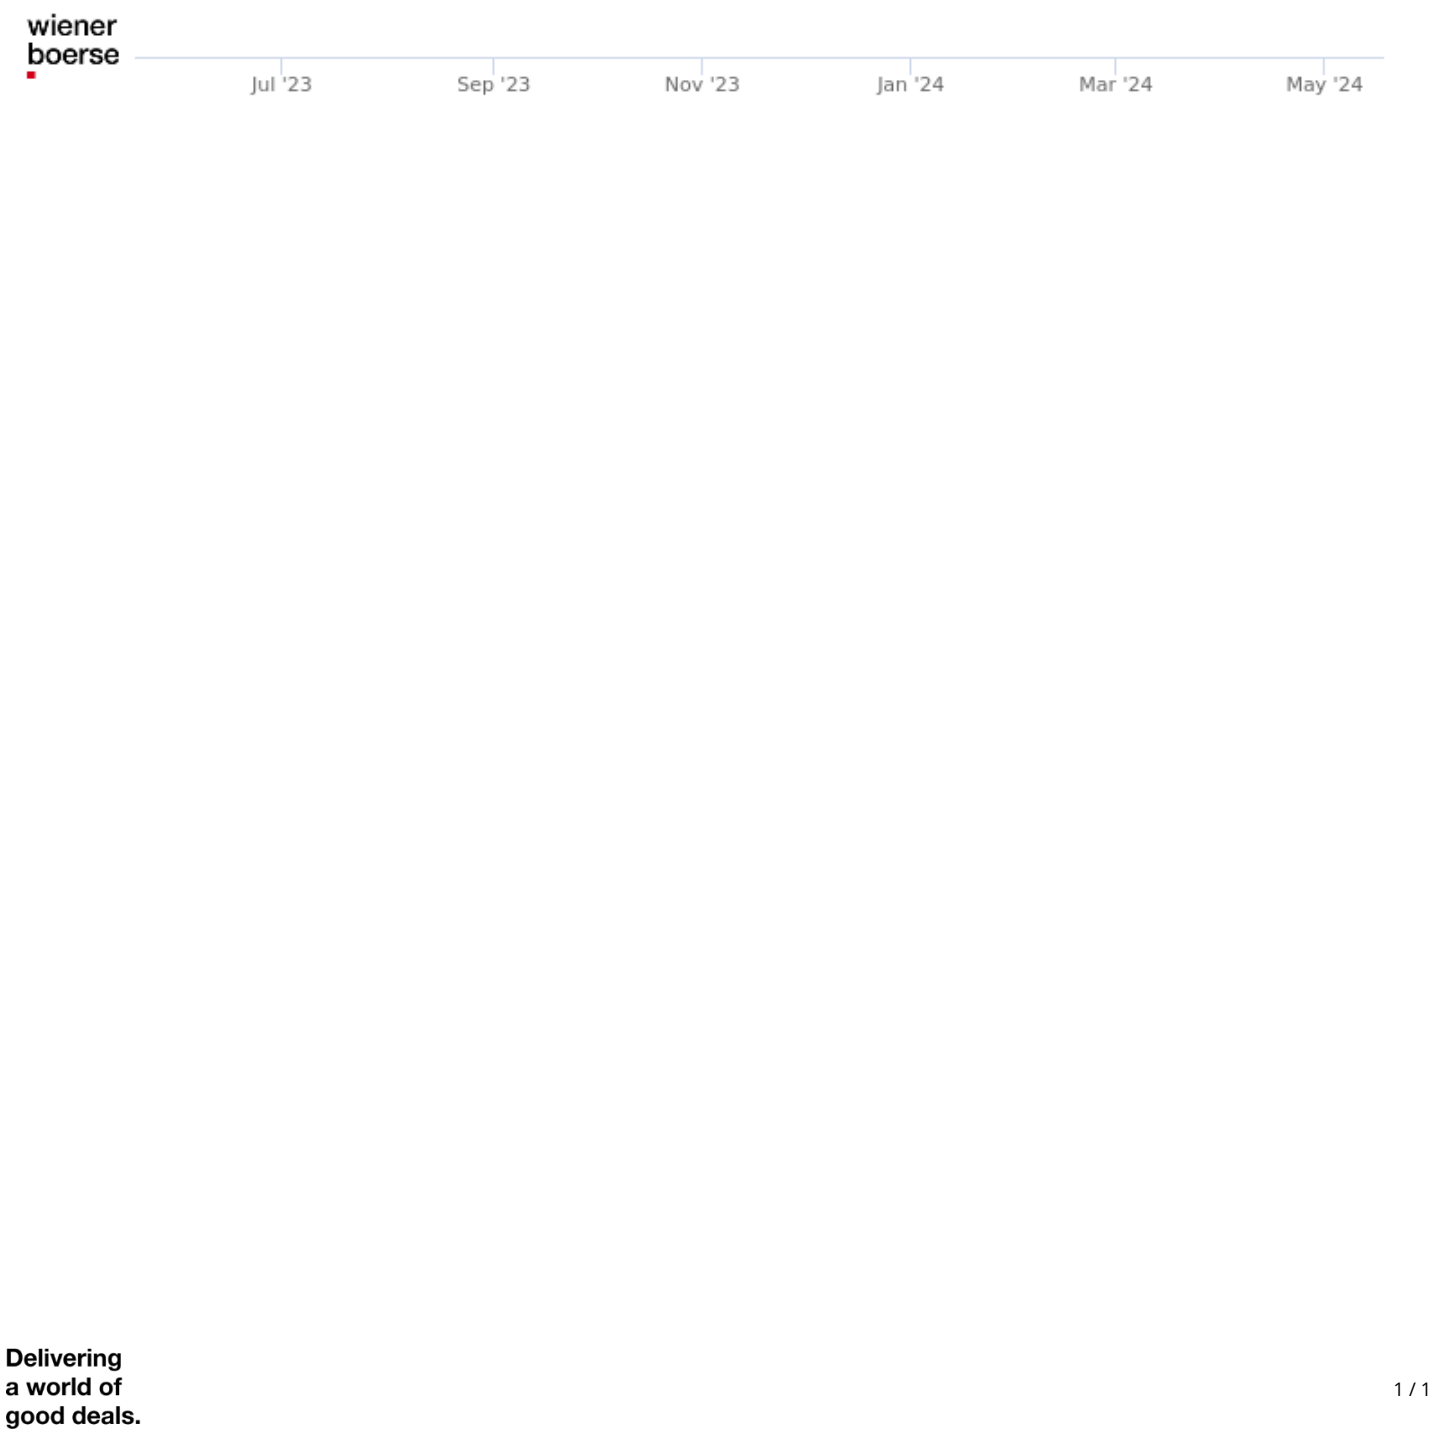 wiener
boerse
Jul '23 Sep '23 Nov '23 Jan '24 Mar '24 May '24
Delivering
a world of
good deals.
1 / 1